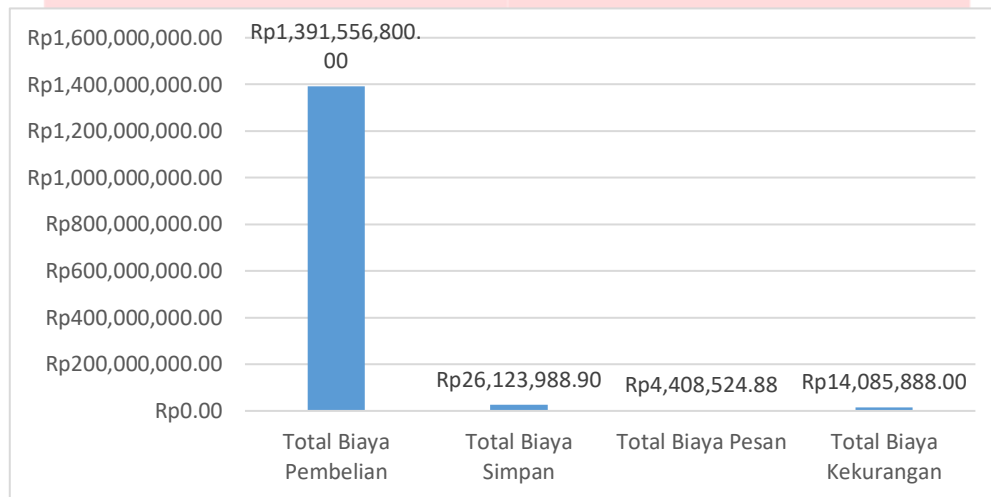 Rp1,600,000,000.00
Rp1,400,000,000.00
Rp1,200,000,000.00
Rp1,000,000,000.00
Rp800,000,000.00
Rp600,000,000.00
Rp400,000,000.00
Rp200,000,000.00
Rp0.00
Rp1,391,556,800.
00
Rp26,123,988.90
Rp4,408,524.88
Rp14,085,888.00
Total Biaya
Pembelian
Total Biaya
Simpan
Total Biaya Pesan
Total Biaya
Kekurangan